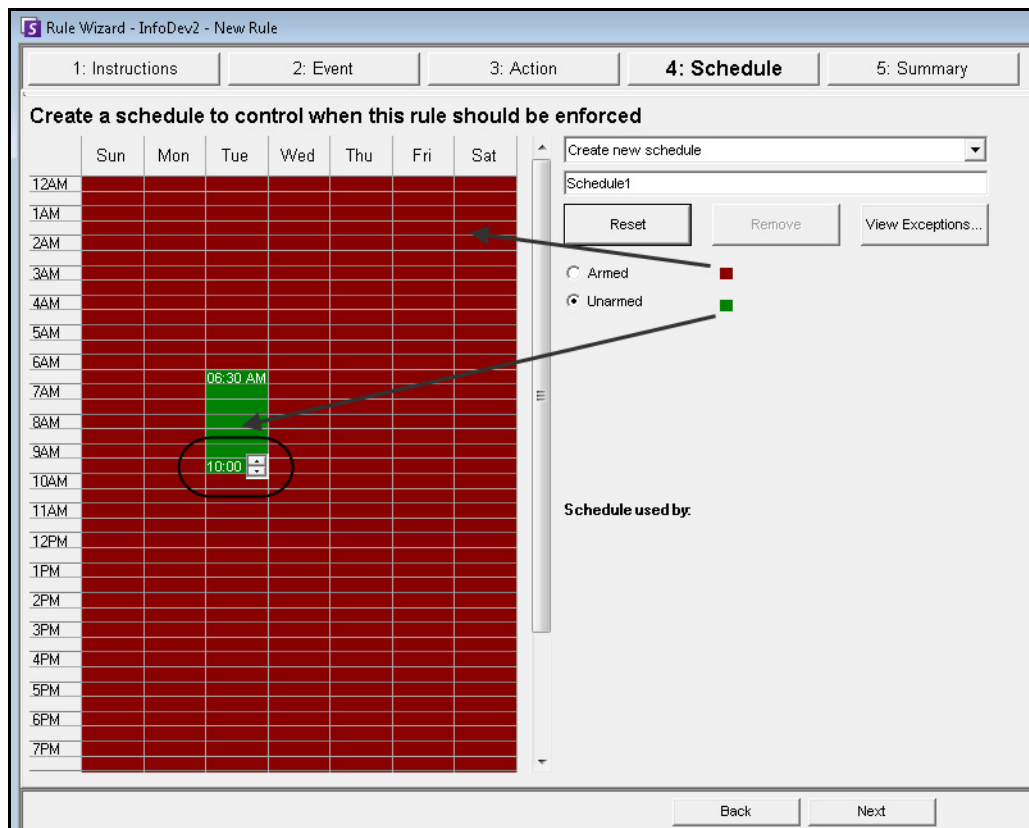 Rule Wizard - InfoDev2 - New Rule
1: Instructions 2: Event 3: Action 4: Schedule 5: Summary
Create a schedule to control when this rule should be enforced
Sun Mon Tue Wed Thu Fri Sat
Create new schedule
Schedule1
Reset Remove View Exceptions...
Armed
Unarmed
12AM
1AM
2AM
3AM
4AM
5AM
6AM
06:30 AM
7AM
8AM
9AM
10:00
10AM
11AM
Schedule used by:
12PM
1PM
2PM
3PM
4PM
5PM
6PM
7PM
Back Next